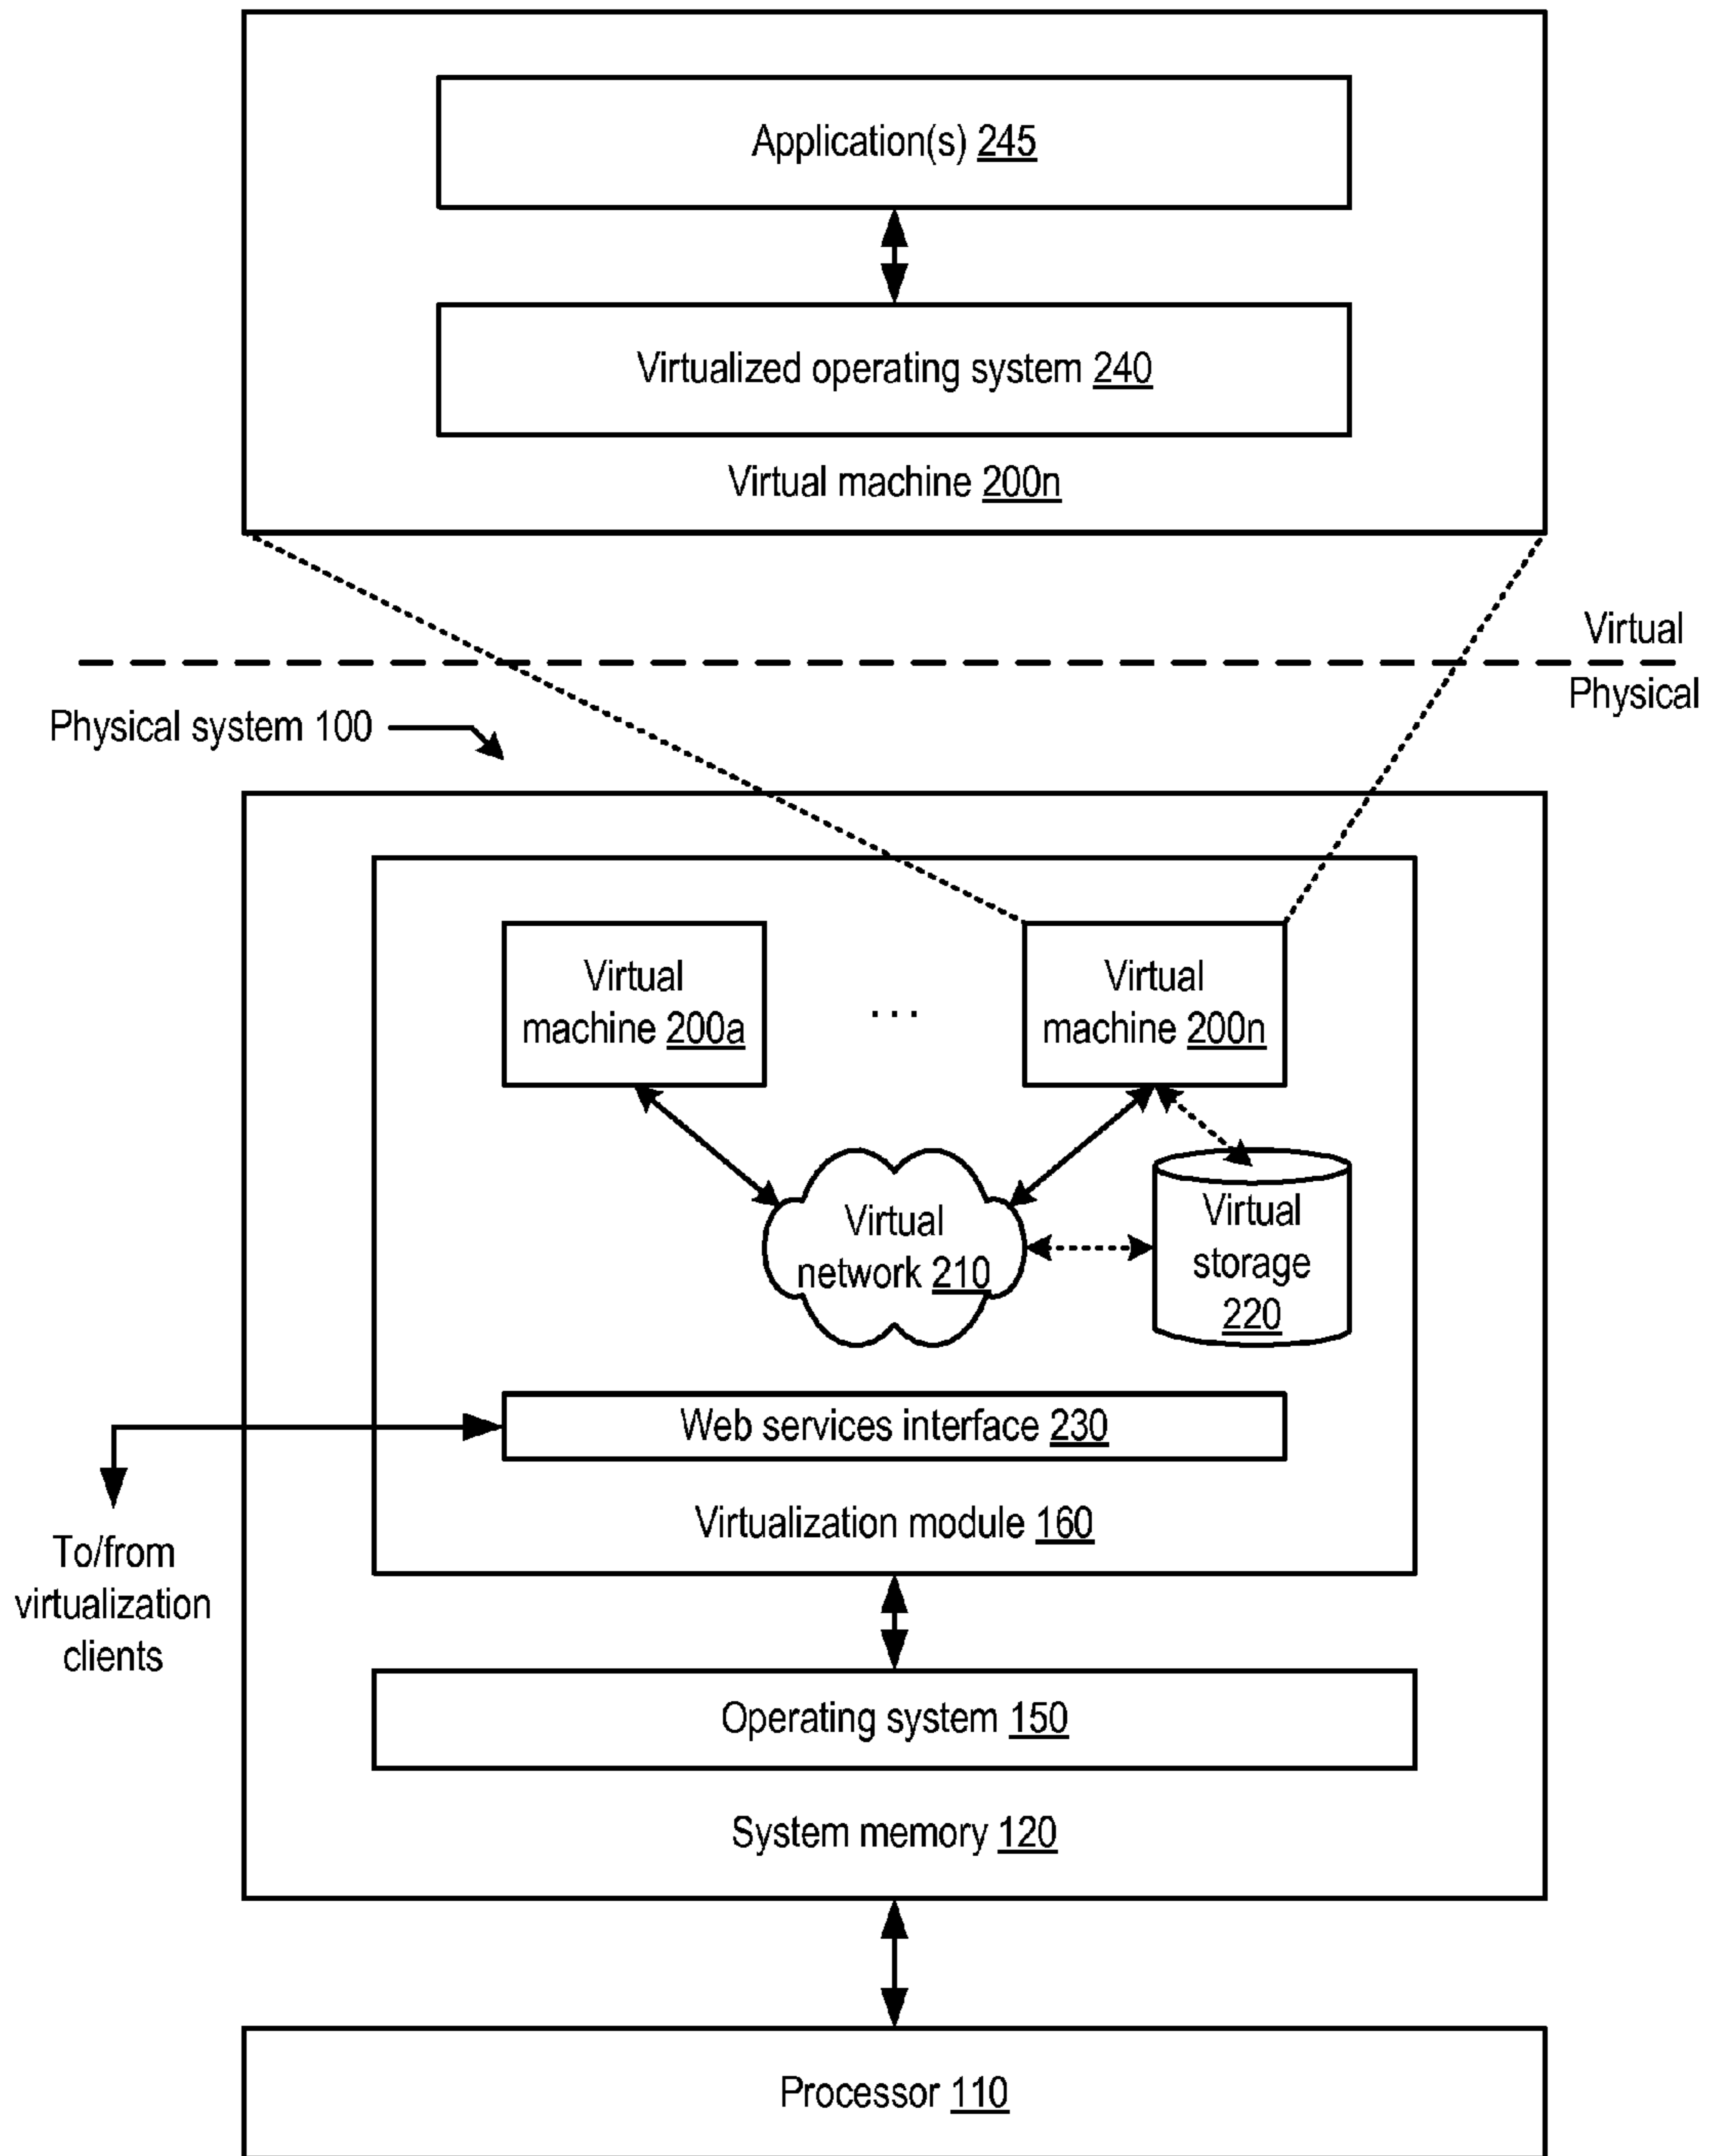 Application(s) 245
Virtualized operating system 240
Virtual machine 200n
Virtual
Physical
Physical system 100
Virtual
machine 200a
...
Virtual
machine 200n
Virtual
network 210
Virtual
storage
220
Web services interface 230
Virtualization module 160
To/from
virtualization
clients
Operating system 150
System memory 120
Processor 110